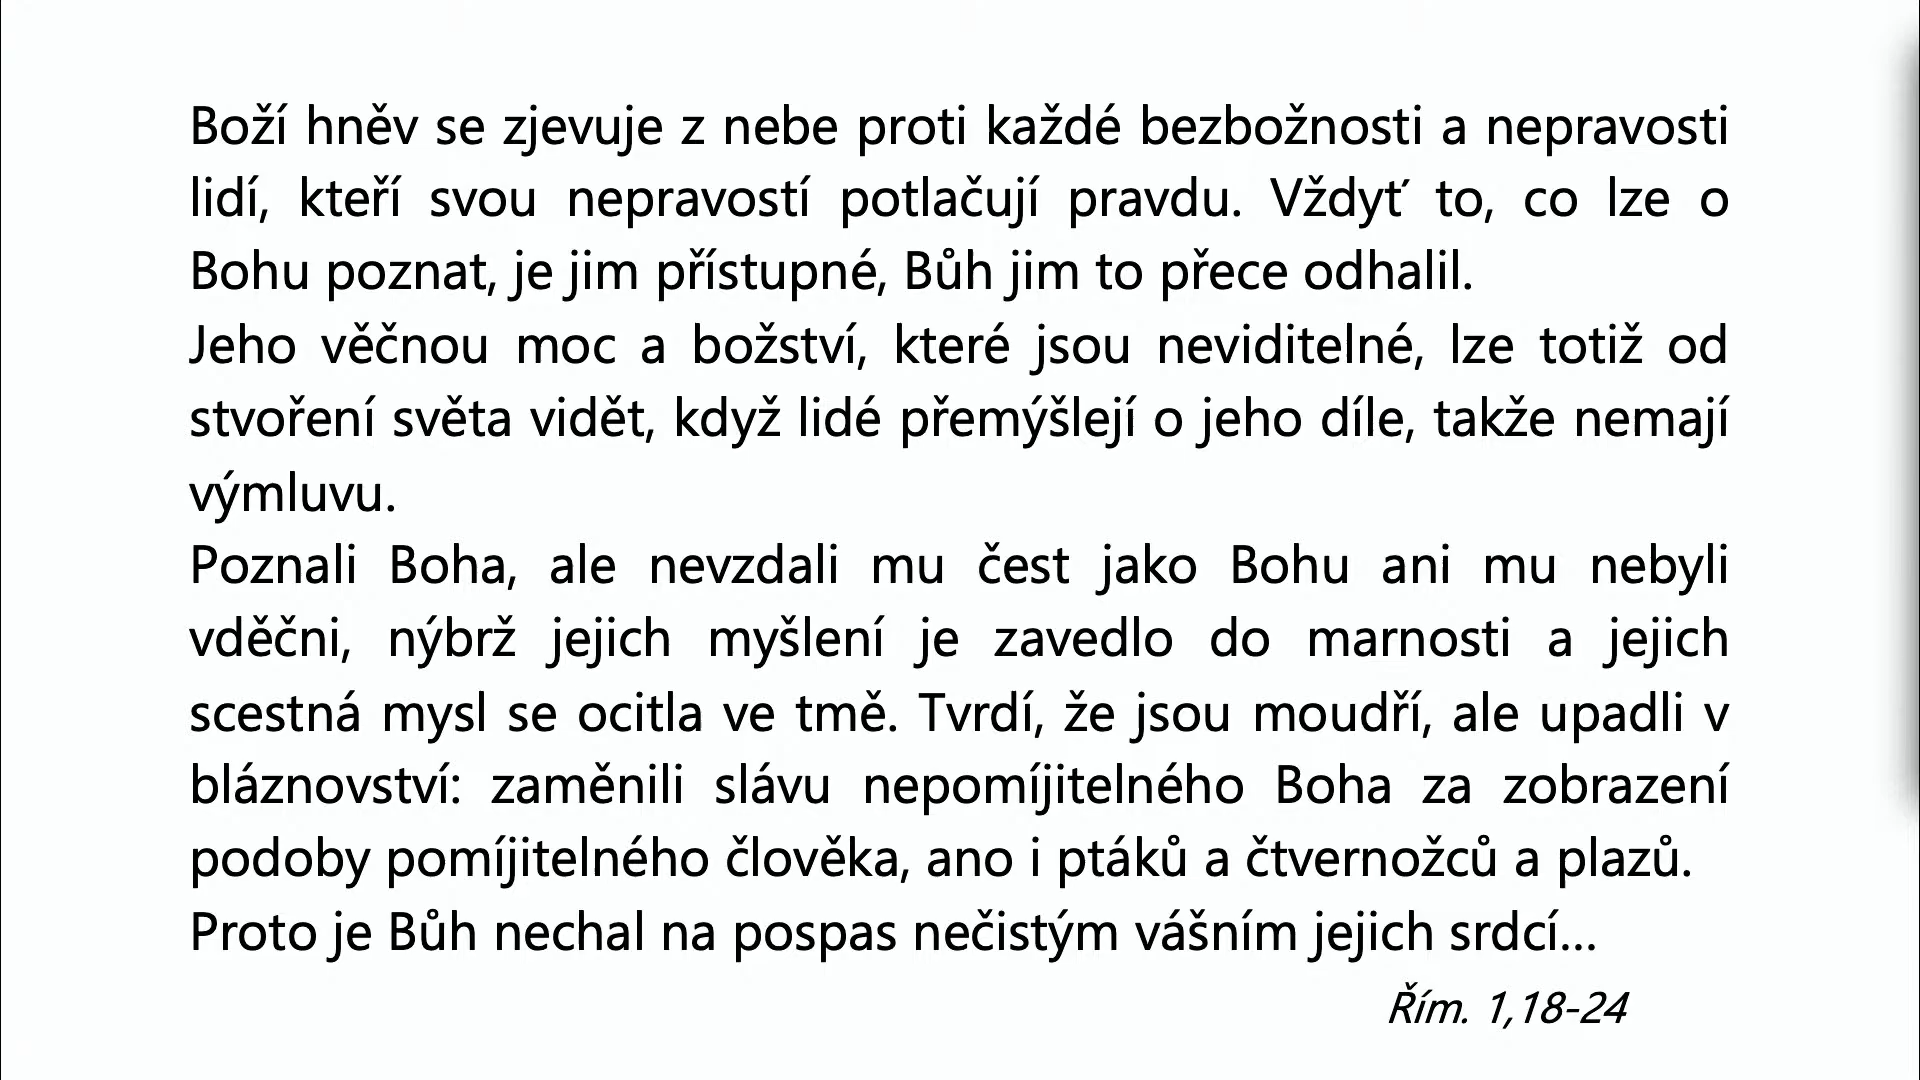 Boží hněv se zjevuje z nebe proti každé bezbožnosti a nepravosti
lidí, kteří svou nepravostí potlačují pravdu. Vždyť to, co lze o
Bohu poznat, je jim přístupné, Bůh jim to přece odhalil.
Jeho věčnou moc a božství, které jsou neviditelné, lze totiž od
stvoření světa vidět, když lidé přemýšlejí o jeho díle, takže nemají
výmluvu.
Poznali Boha, ale nevzdali mu čest jako Bohu ani mu nebyli
vděčni, nýbrž jejich myšlení je zavedlo do marnosti a jejich
scestná mysl se ocitla ve tmě. Tvrdí, že jsou moudří, ale upadli v
bláznovství: zaměnili slávu nepomíjitelného Boha za zobrazení
podoby pomíjitelného člověka, ano i ptáků a čtvernožců a plazů.
Proto je Bůh nechal na pospas nečistým vášním jejich srdcí…
Řím. 1,18-24